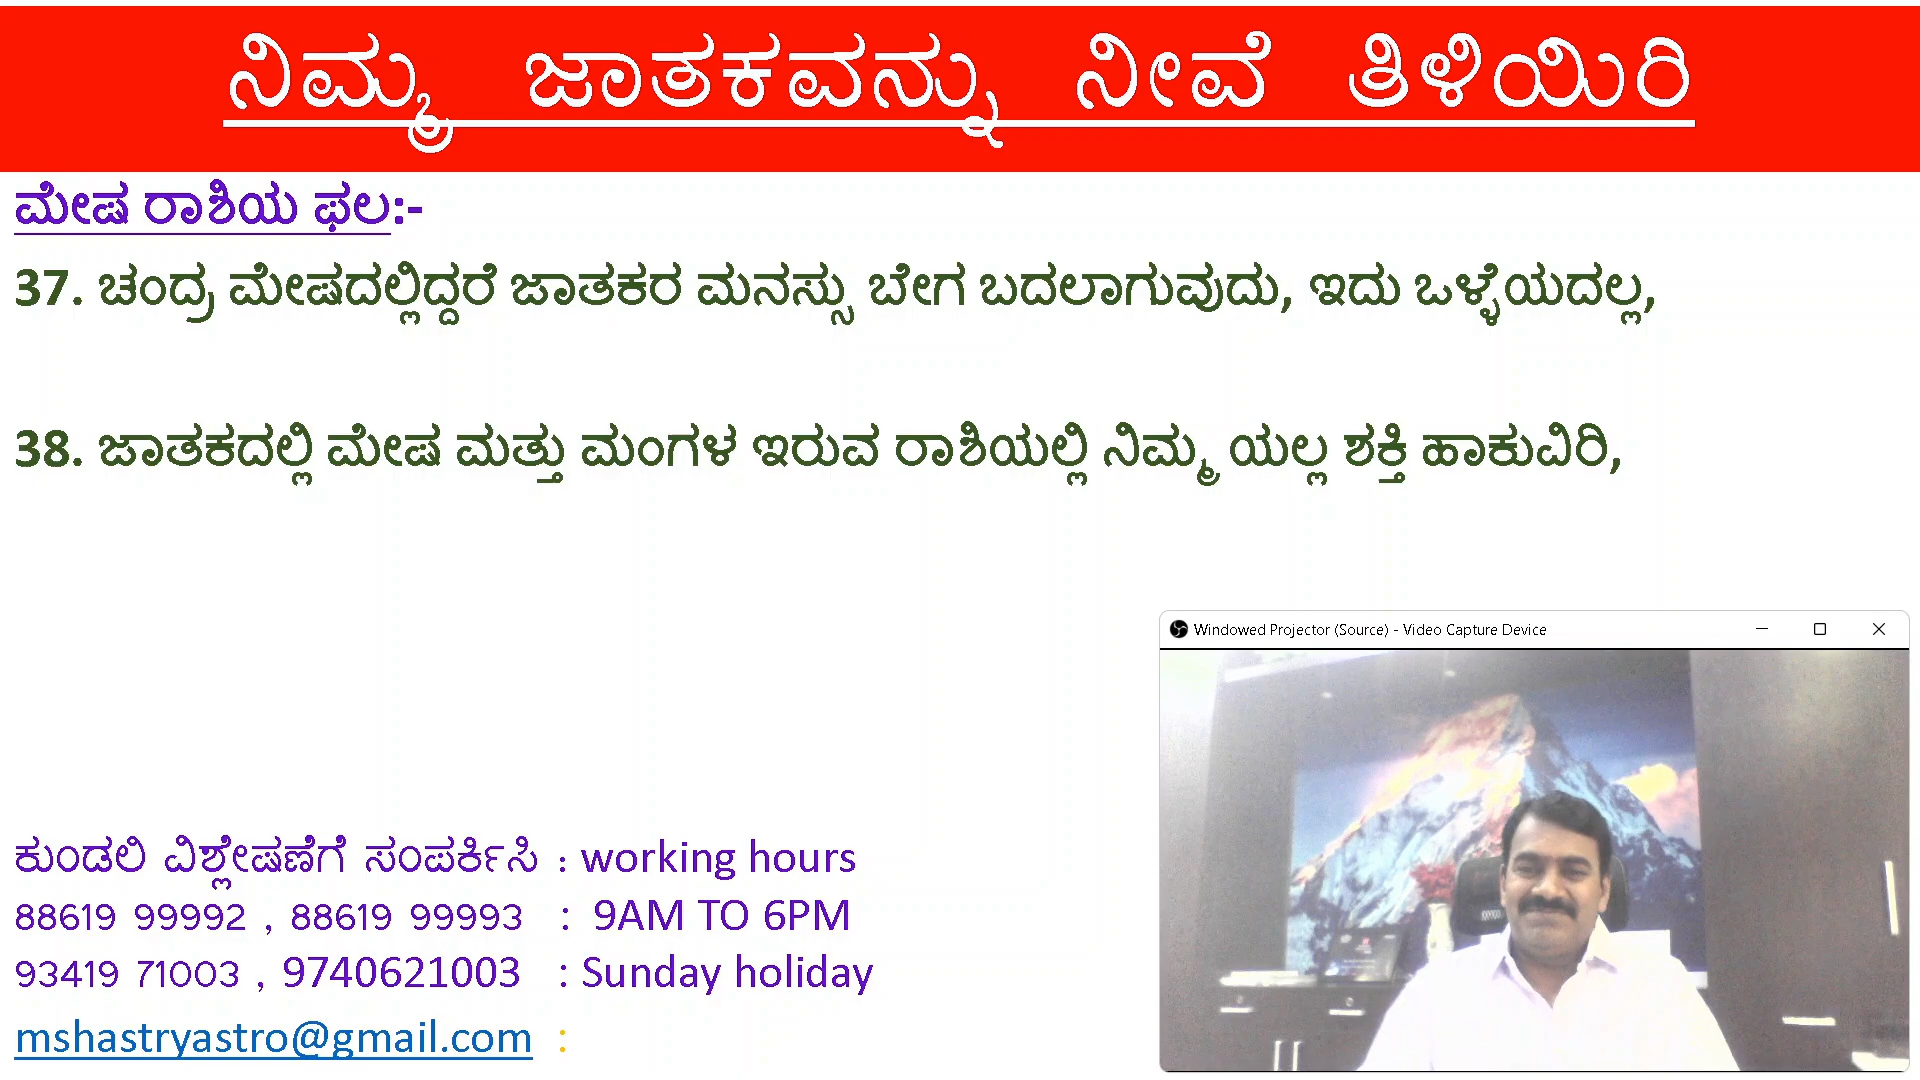 ನಿಮ್ಮ ಜಾತಕವನ್ನು ನೀವೆ ತಿಳಿಯಿರಿ
ಮೇಷ ರಾಶಿಯ ಫಲ:-
37. ಚಂದ್ರ ಮೇಷದಲ್ಲಿದ್ದರೆ ಜಾತಕರ ಮನಸ್ಸು ಬೇಗ ಬದಲಾಗುವುದು, ಇದು ಒಳ್ಳೆಯದಲ್ಲ,
38. ಜಾತಕದಲ್ಲಿ ಮೇಷ ಮತ್ತು ಮಂಗಳ ಇರುವ ರಾಶಿಯಲ್ಲಿ ನಿಮ್ಮ ಯಲ್ಲ ಶಕ್ತಿ ಹಾಕುವಿರಿ,
Windowed Projector (Source) - Video Capture Device
ಕುಂಡಲಿ ವಿಶ್ಲೇಷಣೆಗೆ ಸಂಪರ್ಕಿಸಿ : working hours
88619 99992 , 88619 99993 : 9AM TO 6PM
93419 71003 , 9740621003 : Sunday holiday
mshastryastro@gmail.com :